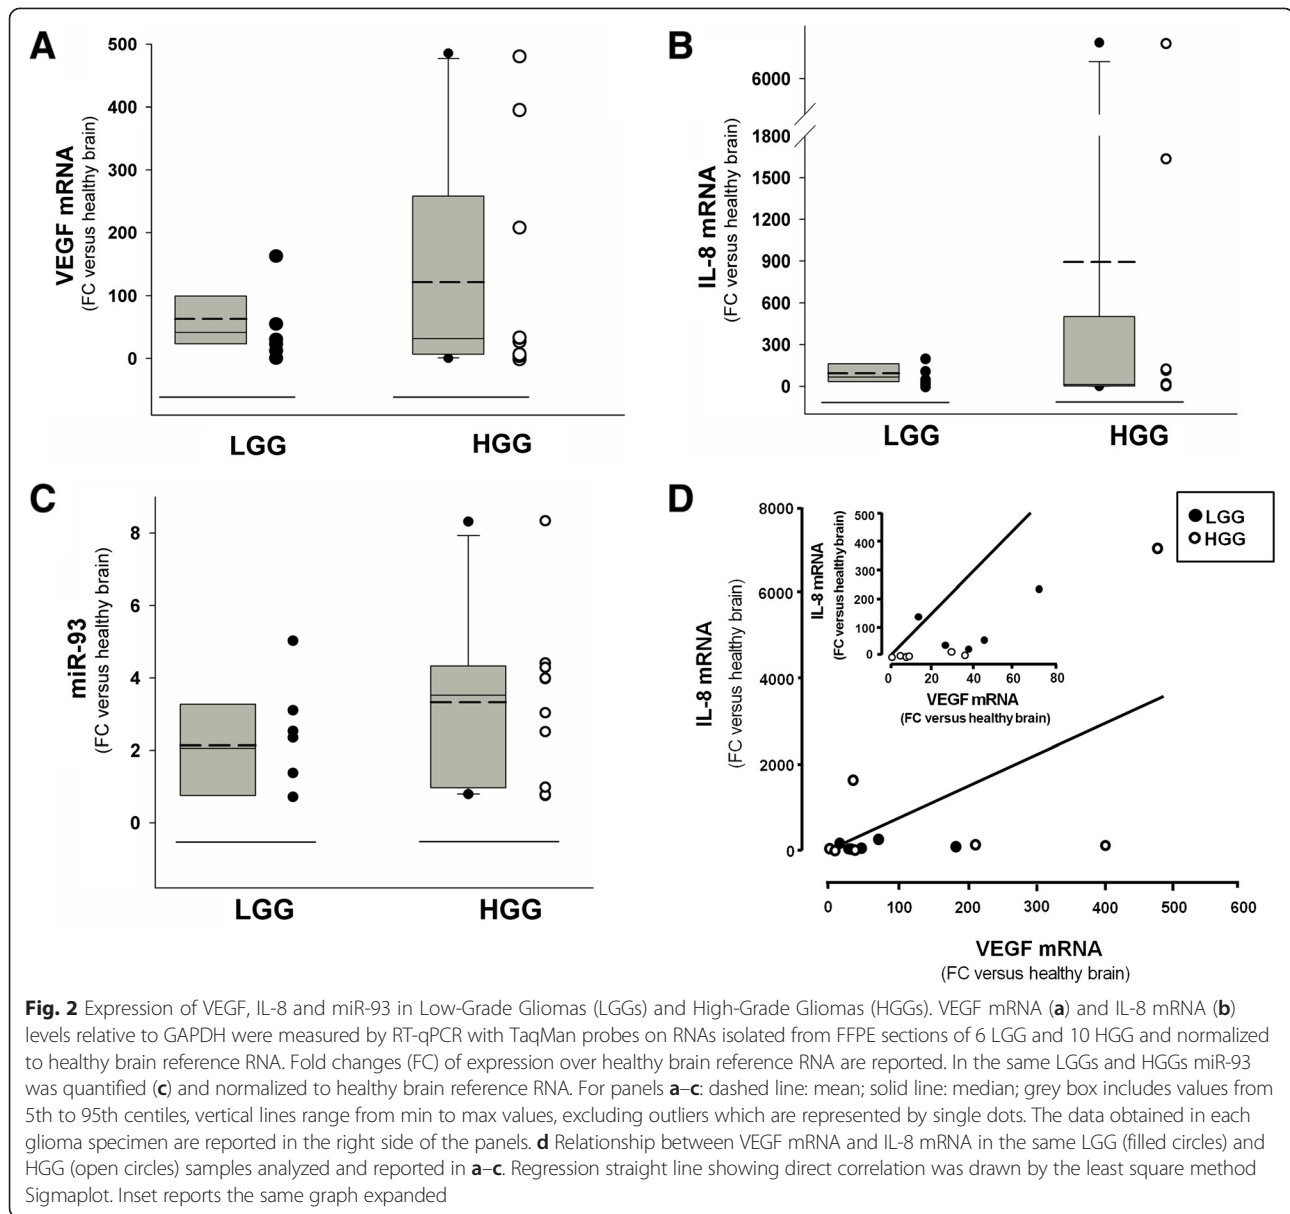 A
500
400
300
200
100
0
VEGF mRNA
(FC versus healthy brain)
LGG
HGG
B
6000
1800
1500
1200
900
600
300
0
IL-8 mRNA
(FC versus healthy brain)
LGG
HGG
C
8
6
4
2
0
miR-93
(FC versus healthy brain)
LGG
HGG
D
8000
6000
4000
2000
0
IL-8 mRNA
(FC versus healthy brain)
500
400
300
200
100
0
IL-8 mRNA
(FC versus healthy brain)
0 20 40 60 80
VEGF mRNA
(FC versus healthy brain)
LGG
HGG
0 100 200 300 400 500 600
VEGF mRNA
(FC versus healthy brain)
Fig. 2 Expression of VEGF, IL-8 and miR-93 in Low-Grade Gliomas (LGGs) and High-Grade Gliomas (HGGs). VEGF mRNA (a) and IL-8 mRNA (b)
levels relative to GAPDH were measured by RT-qPCR with TaqMan probes on RNAs isolated from FFPE sections of 6 LGG and 10 HGG and normalized
to healthy brain reference RNA. Fold changes (FC) of expression over healthy brain reference RNA are reported. In the same LGGs and HGGs miR-93
was quantified (c) and normalized to healthy brain reference RNA. For panels a–c: dashed line: mean; solid line: median; grey box includes values from
5th to 95th centiles, vertical lines range from min to max values, excluding outliers which are represented by single dots. The data obtained in each
glioma specimen are reported in the right side of the panels. d Relationship between VEGF mRNA and IL-8 mRNA in the same LGG (filled circles) and
HGG (open circles) samples analyzed and reported in a–c. Regression straight line showing direct correlation was drawn by the least square method
Sigmaplot. Inset reports the same graph expanded